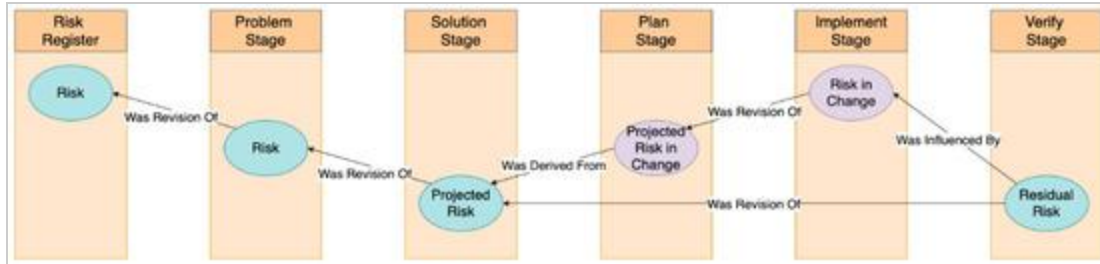 Risk
Register
Problem
Stage
Solution
Stage
Plan
Stage
Implement
Stage
Verify
Stage
Risk
Was Revision Of
Risk
Was Revision Of
Projected
Risk
Was Derived From
Projected
Risk in
Change
Was Revision Of
Risk in
Change
Was Influenced By
Was Revision Of
Residual
Risk